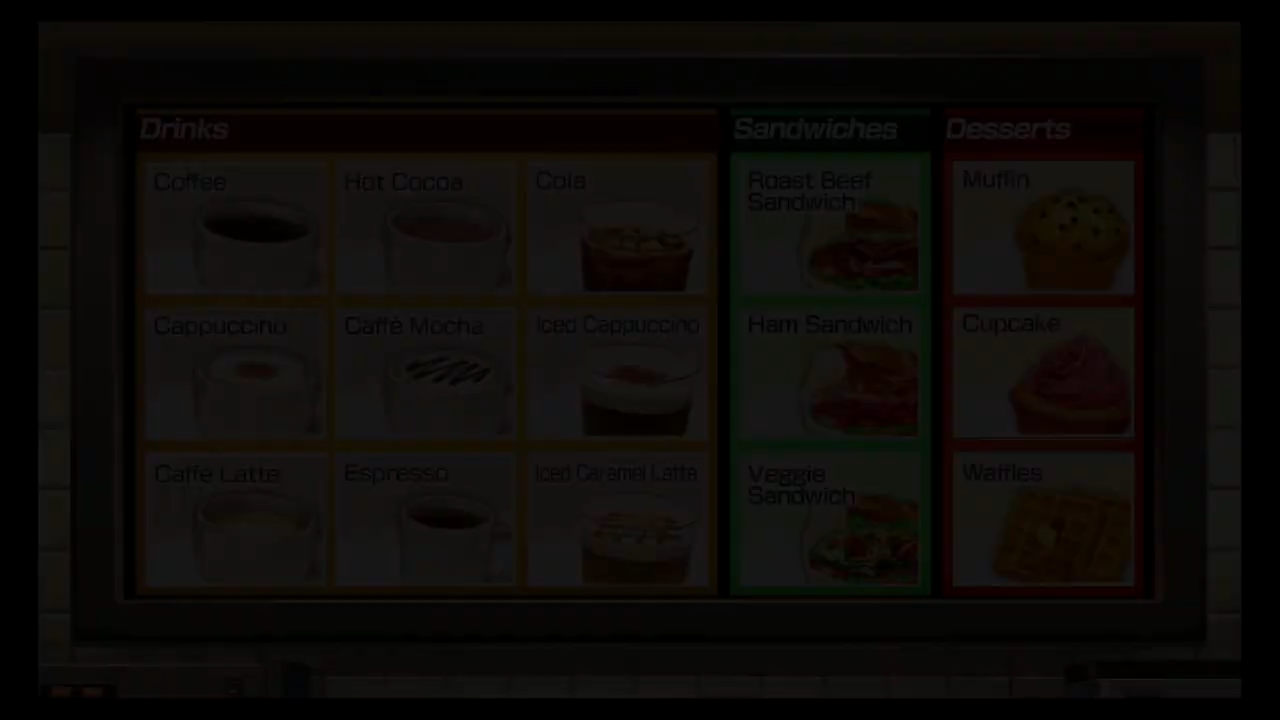 Drinks
Coffee
Hot Cocoa
Cola
Cappuccino
Caffè Mocha
Iced Cappuccino
Caffè Latte
Espresso
Iced Caramel Latte
Sandwiches
Roast Beef
Sandwich
Ham Sandwich
Veggie
Sandwich
Desserts
Muffin
Cupcake
Waffles